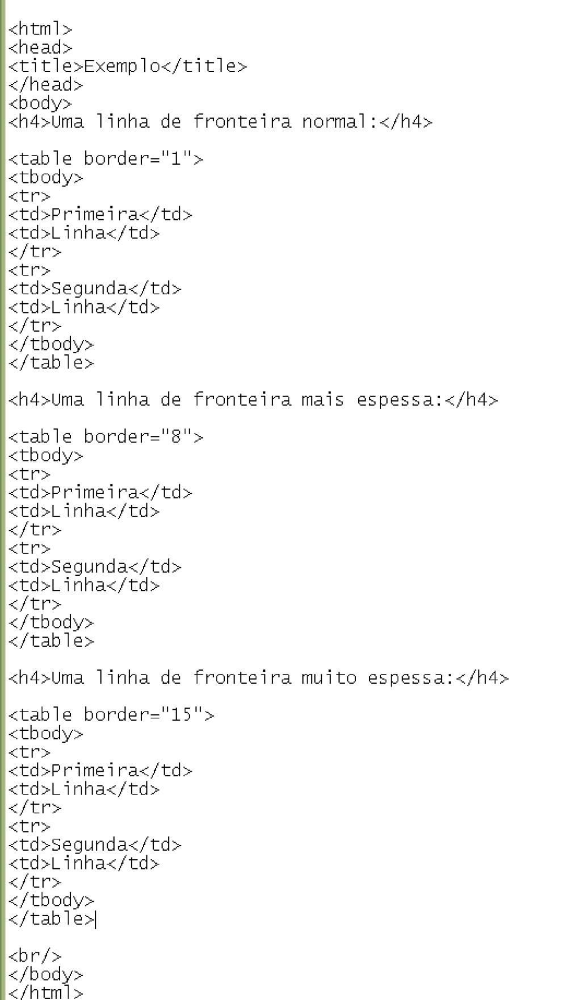 <html>
<head>
<title>Exemplo</title>
</head>
<body>
<h4>Uma linha de fronteira normal:</h4>
<table border="1">
<tbody>
<tr>
<td>Primeira</td>
<td>Linha</td>
</tr>
<tr>
<td>Segunda</td>
<td>Linha</td>
</tr>
</tbody>
</table>
<h4>Uma linha de fronteira mais espessa:</h4>
<table border="8">
<tbody>
<tr>
<td>Primeira</td>
<td>Linha</td>
</tr>
<tr>
<td>Segunda</td>
<td>Linha</td>
</tr>
</tbody>
</table>
<h4>Uma linha de fronteira muito espessa:</h4>
<table border="15">
<tbody>
<tr>
<td>Primeira</td>
<td>Linha</td>
</tr>
<tr>
<td>Segunda</td>
<td>Linha</td>
</tr>
</tbody>
</table>
<br/>
</body>
</html>